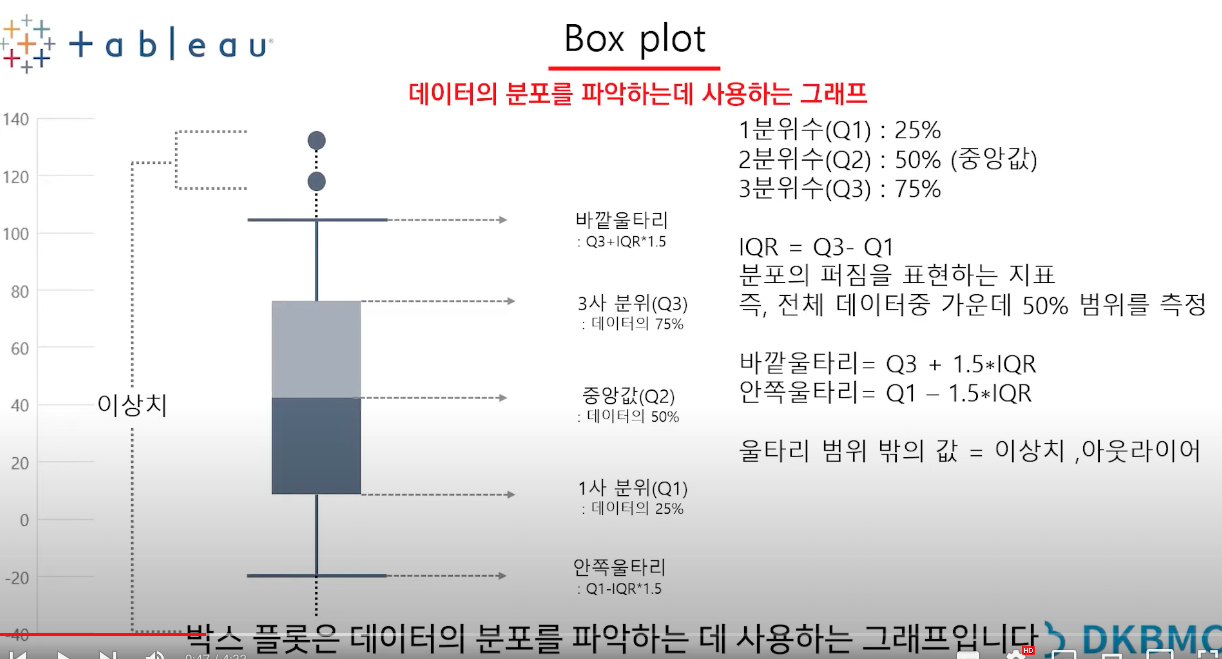 +ableau
Box plot
데이터의 분포를 파악하는데 사용하는 그래프
140
120
100
80
60
40
20
0
-20
-40
이상치
바깥울타리
: Q3+IQR*1.5
3사 분위(Q3)
: 데이터의 75%
중앙값(Q2)
: 데이터의 50%
1사 분위(Q1)
: 데이터의 25%
안쪽울타리
: Q1-IQR*1.5
1분위수(Q1) : 25%
2분위수(Q2) : 50% (중앙값)
3분위수(Q3) : 75%
IQR = Q3- Q1
분포의 퍼짐을 표현하는 지표
즉, 전체 데이터중 가운데 50% 범위를 측정
바깥울타리= Q3 + 1.5*IQR
안쪽울타리= Q1 – 1.5*IQR
울타리 범위 밖의 값 = 이상치 ,아웃라이어
박스 플롯은 데이터의 분포를 파악하는 데 사용하는 그래프입니다
DKBMC
HD